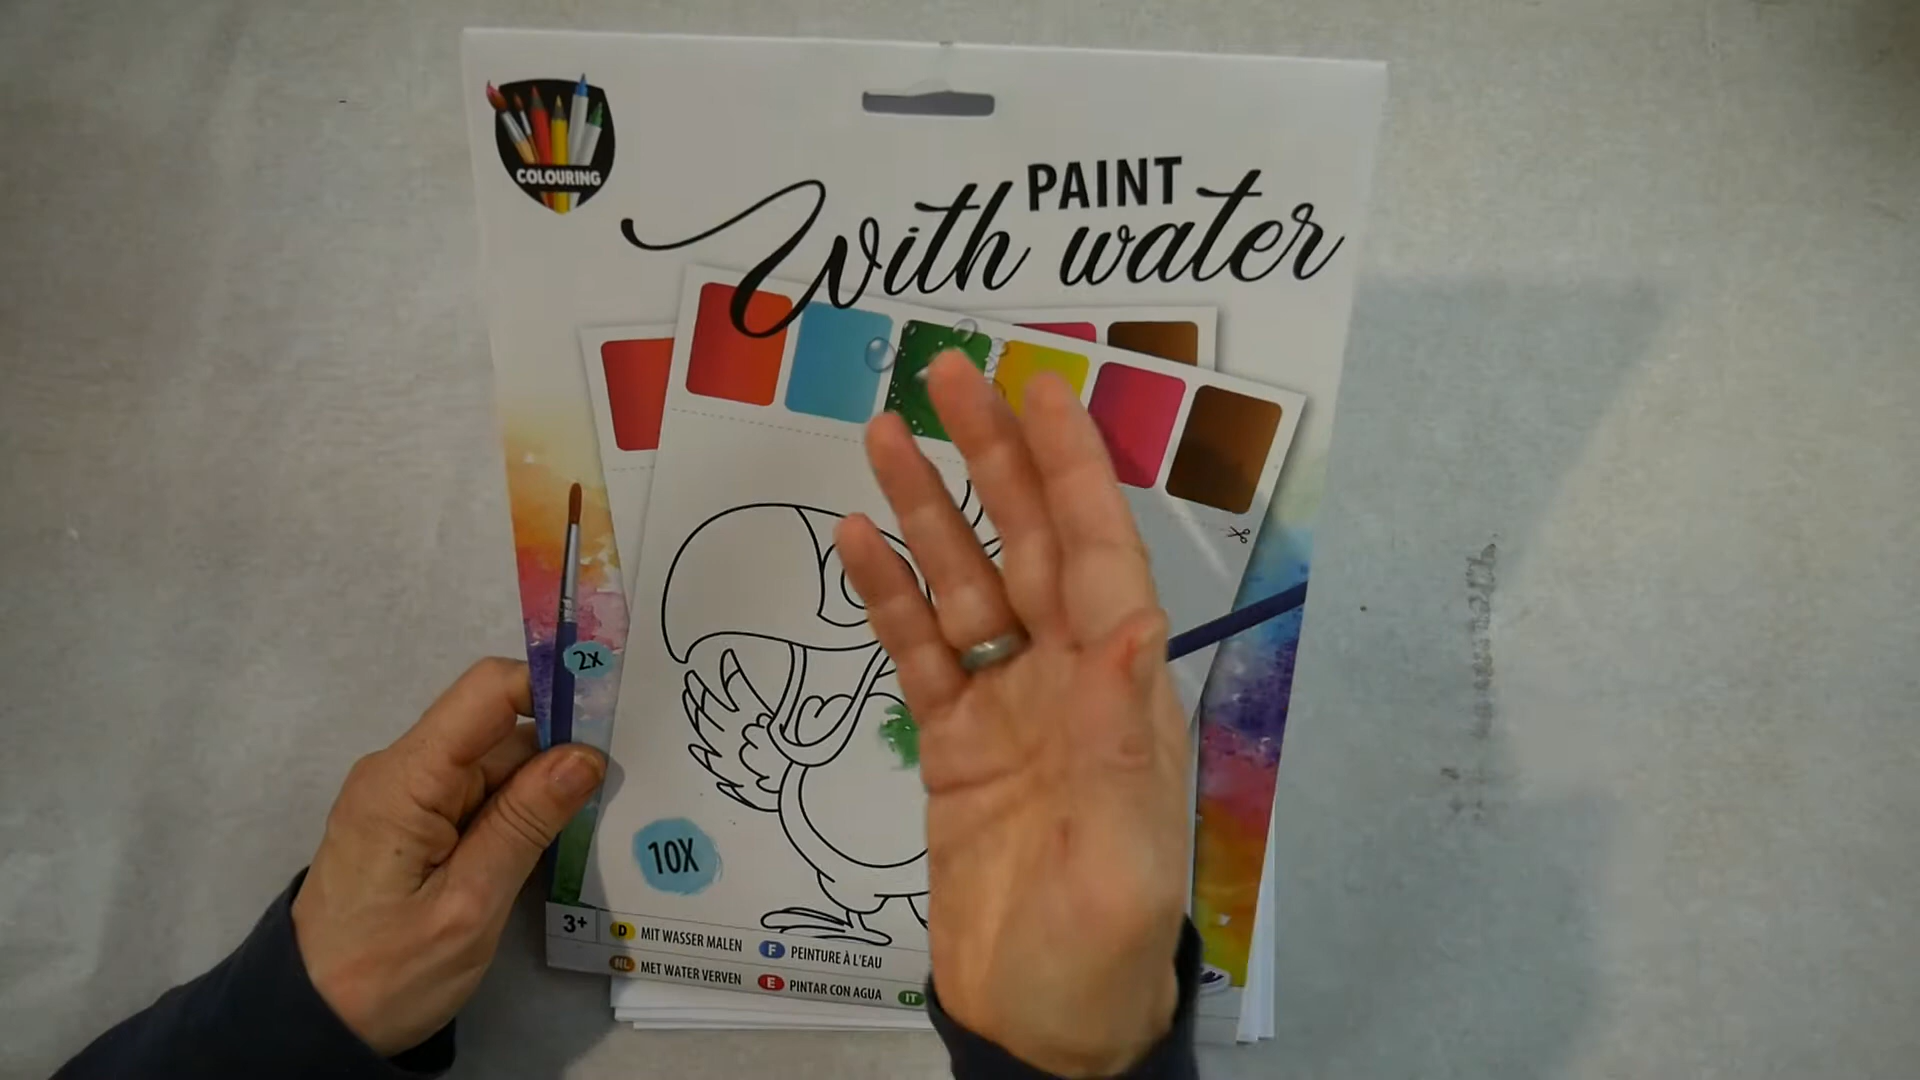 COLOURING
PAINT
With water
2x
10X
3+
D MIT WASSER MALEN F PEINTURE À L'EAU
NL MET WATER VERVEN E PINTAR CON AGUA IT